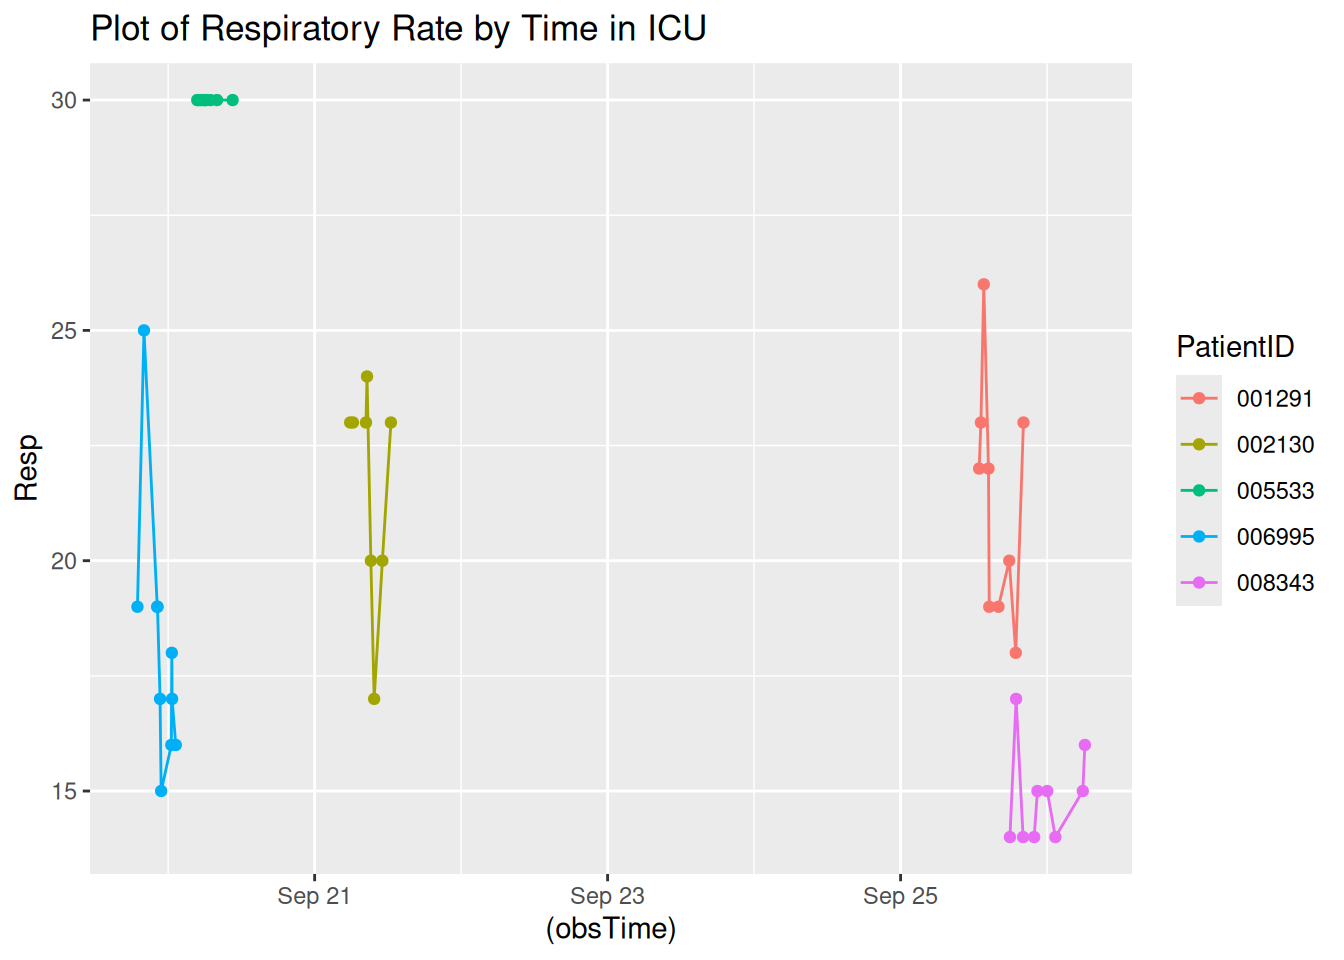 Plot of Respiratory Rate by Time in ICU
30
25
20
15
Resp
Sep 21
Sep 23
Sep 25
(obsTime)
PatientID
001291
002130
005533
006995
008343